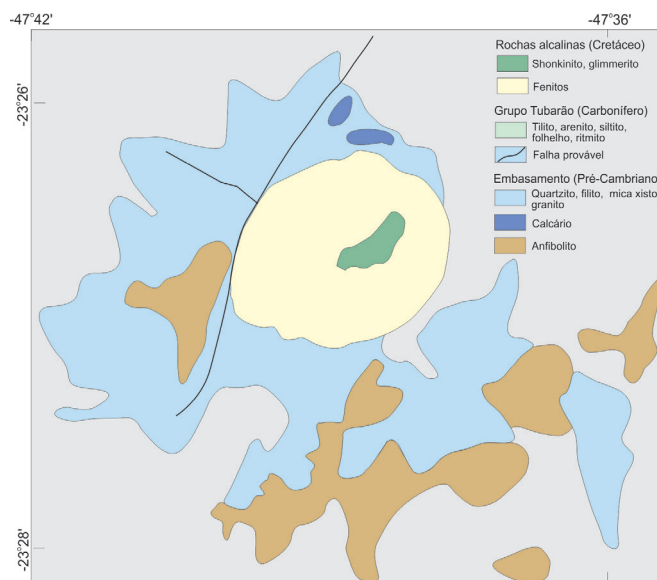 -47°42'
-47°36'
-23°26'
-23°28'
Rochas alcalinas (Cretáceo)
Shonkinito, glimmerito
Fenitos
Grupo Tubarão (Carbonífero)
Tilito, arenito, siltito,
folhelho, ritmito
Falha provável
Embasamento (Pré-Cambriano
Quartzito, filito, mica xisto
granito
Calcário
Anfibolito